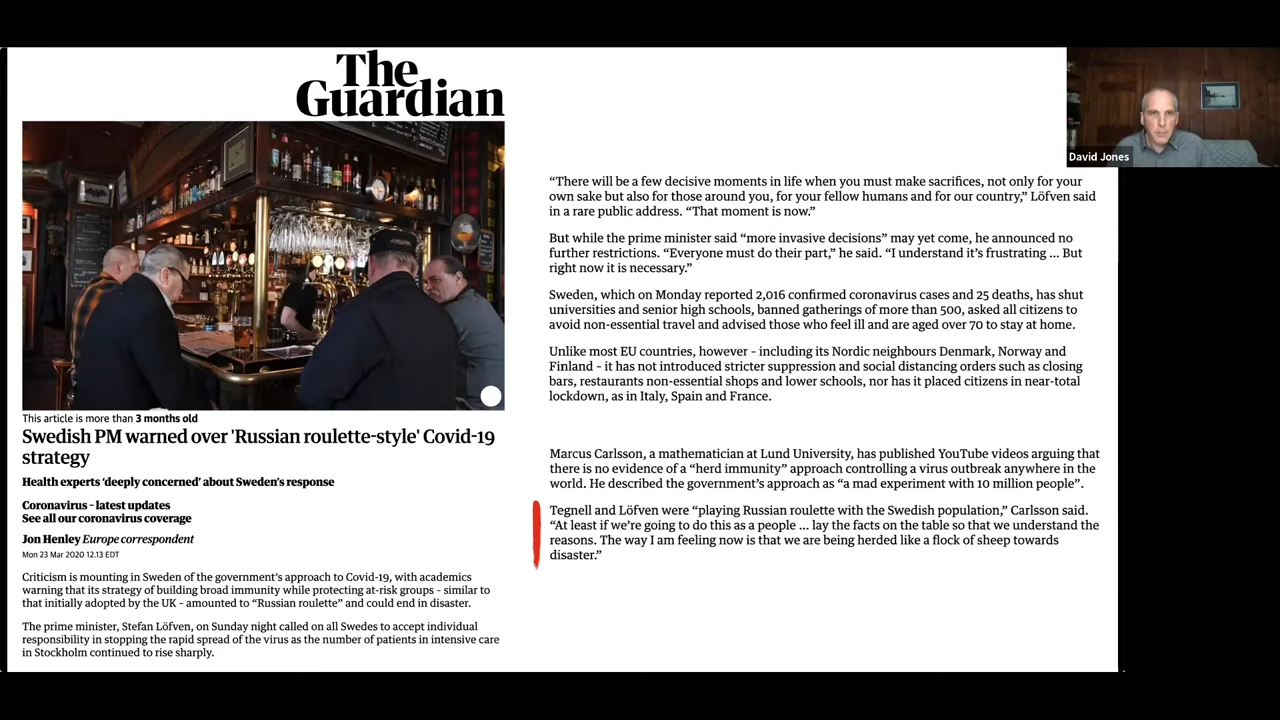 The
Guardian
This article is more than 3 months old
Swedish PM warned over 'Russian roulette-style' Covid-19
strategy
Health experts ‘deeply concerned’ about Sweden’s response
Coronavirus – latest updates
See all our coronavirus coverage
Jon Henley Europe correspondent
Mon 23 Mar 2020 12.13 EDT
Criticism is mounting in Sweden of the government’s approach to Covid-19, with academics
warning that its strategy of building broad immunity while protecting at-risk groups – similar to
that initially adopted by the UK – amounted to “Russian roulette” and could end in disaster.
The prime minister, Stefan Löfven, on Sunday night called on all Swedes to accept individual
responsibility in stopping the rapid spread of the virus as the number of patients in intensive care
in Stockholm continued to rise sharply.
“There will be a few decisive moments in life when you must make sacrifices, not only for your
own sake but also for those around you, for your fellow humans and for our country,” Löfven said
in a rare public address. “That moment is now.”
But while the prime minister said “more invasive decisions” may yet come, he announced no
further restrictions. “Everyone must do their part,” he said. “I understand it’s frustrating ... But
right now it is necessary.”
Sweden, which on Monday reported 2,016 confirmed coronavirus cases and 25 deaths, has shut
universities and senior high schools, banned gatherings of more than 500, asked all citizens to
avoid non-essential travel and advised those who feel ill and are aged over 70 to stay at home.
Unlike most EU countries, however – including its Nordic neighbours Denmark, Norway and
Finland – it has not introduced stricter suppression and social distancing orders such as closing
bars, restaurants non-essential shops and lower schools, nor has it placed citizens in near-total
lockdown, as in Italy, Spain and France.
Marcus Carlsson, a mathematician at Lund University, has published YouTube videos arguing that
there is no evidence of a “herd immunity” approach controlling a virus outbreak anywhere in the
world. He described the government’s approach as “a mad experiment with 10 million people”.
Tegnell and Löfven were “playing Russian roulette with the Swedish population,” Carlsson said.
“At least if we’re going to do this as a people ... lay the facts on the table so that we understand the
reasons. The way I am feeling now is that we are being herded like a flock of sheep towards
disaster.”
David Jones